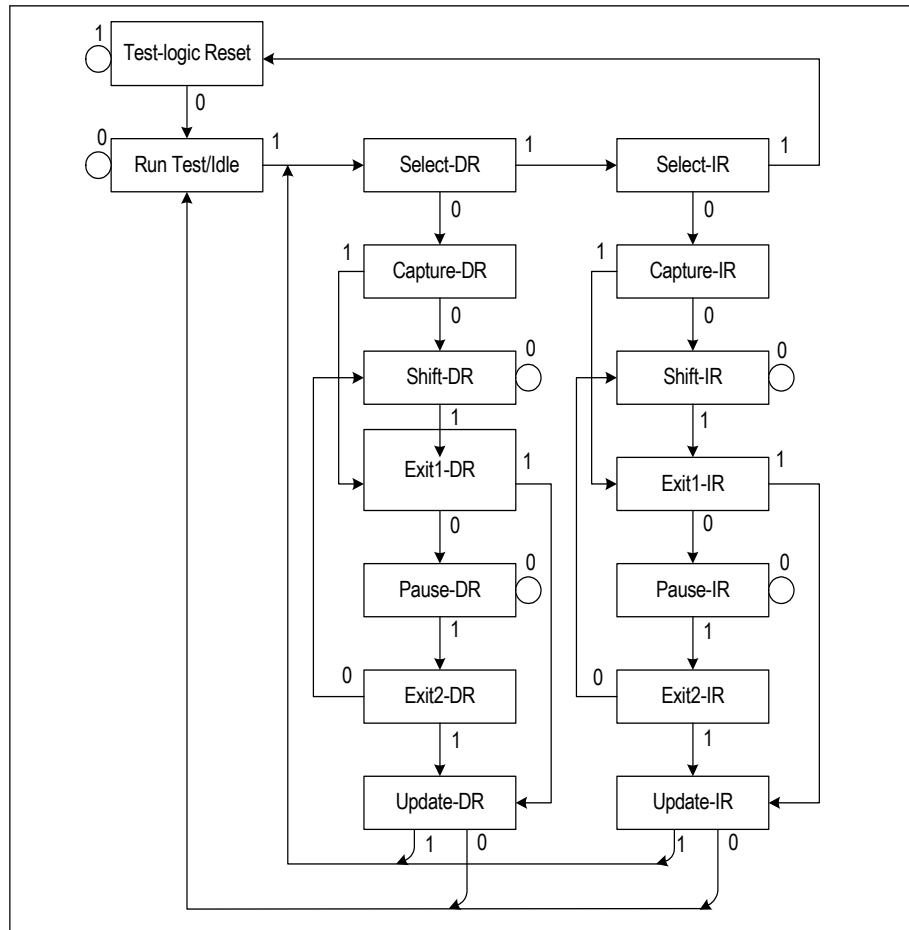 1
Test-logic Reset
0
0
Run Test/Idle
1
Select-DR
1
Select-IR
1
0
0
1
Capture-DR
1
Capture-IR
0
0
Shift-DR
0
Shift-IR
0
1
1
Exit1-DR
1
Exit1-IR
1
0
0
Pause-DR
0
Pause-IR
0
1
1
0
Exit2-DR
0
Exit2-IR
1
1
Update-DR
Update-IR
1
0
1
0